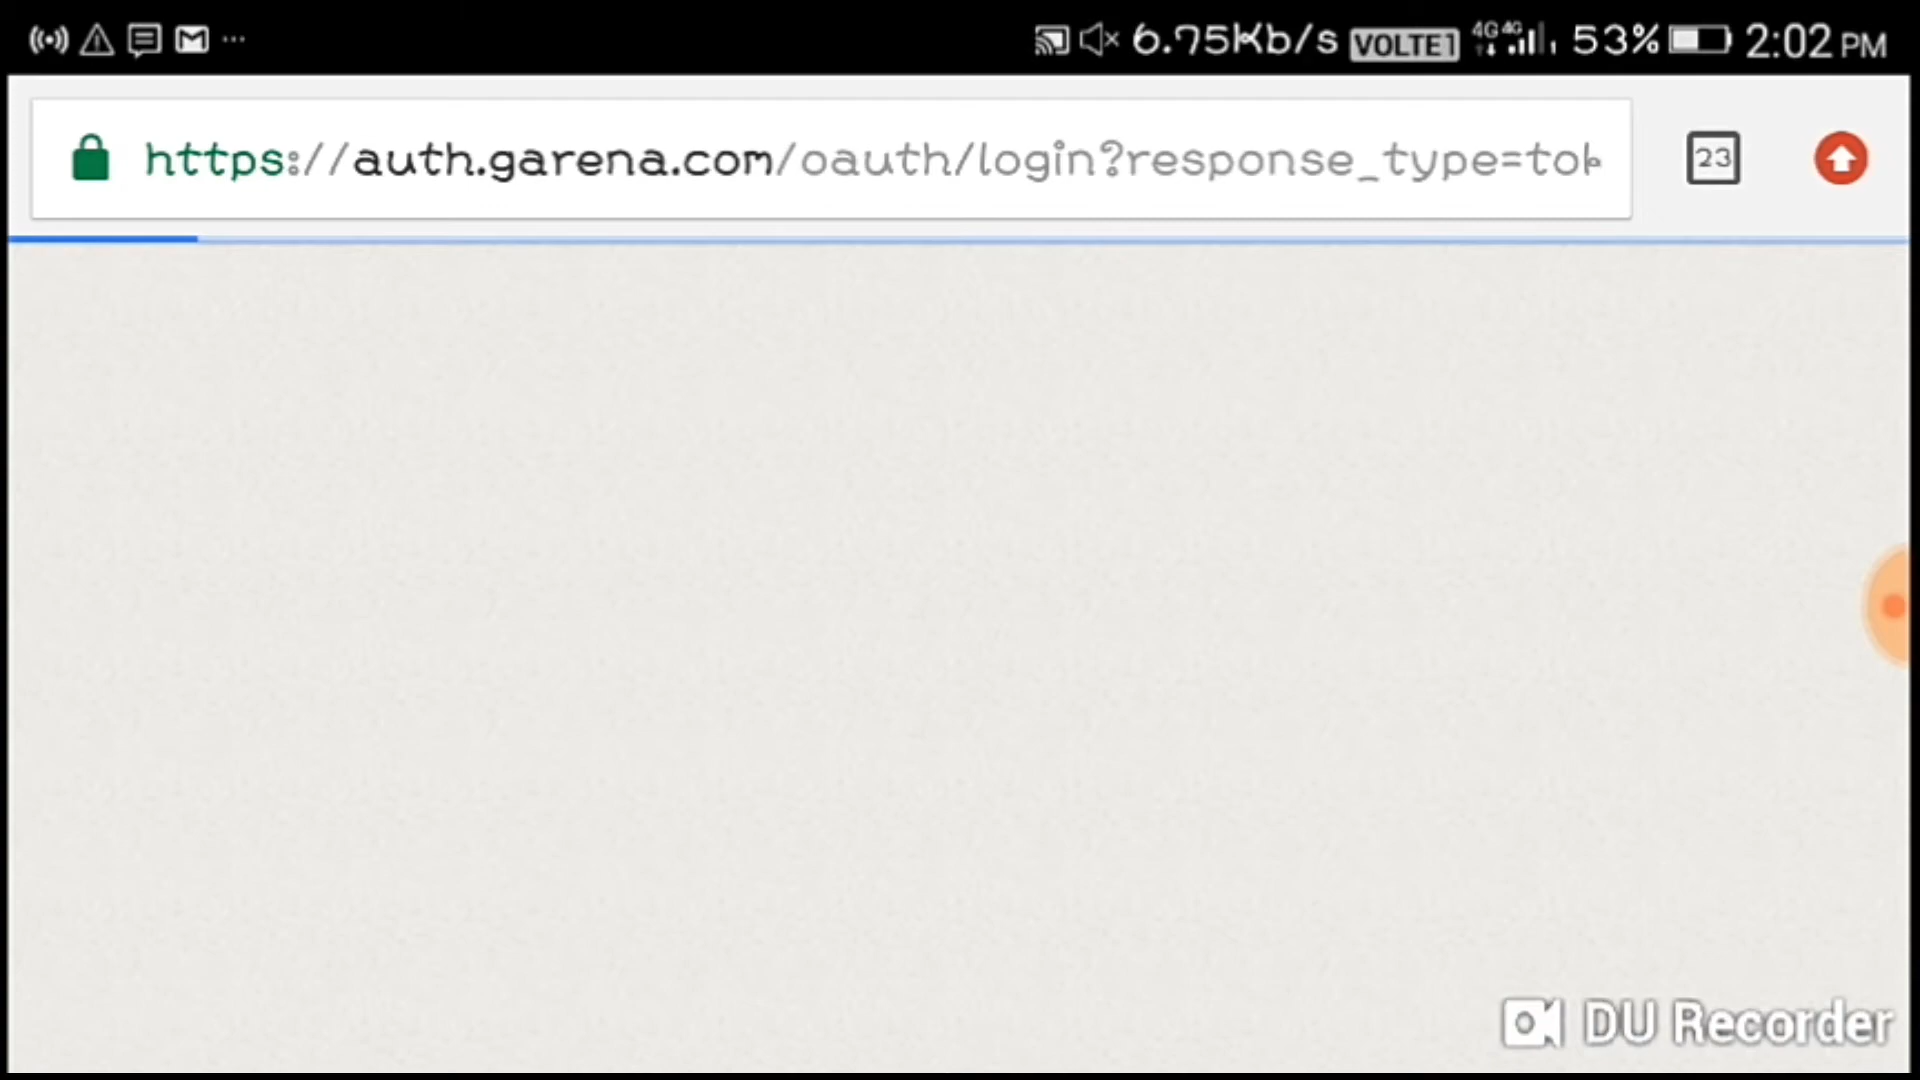 6.75Kb/s VOLTE1 4G 4G 53% 2:02 PM
https://auth.garena.com/oauth/login?response_type=tok
23
DU Recorder